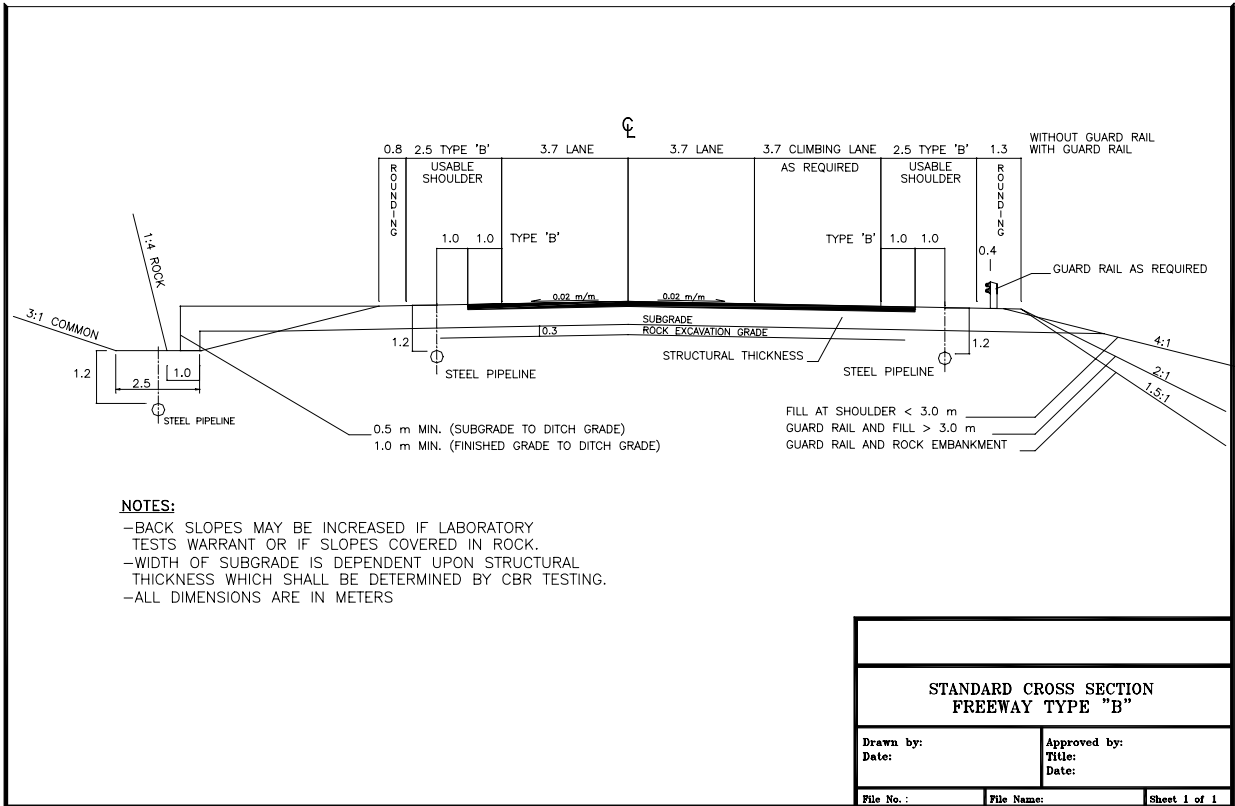 ℄
WITHOUT GUARD RAIL
WITH GUARD RAIL
0.8 2.5 TYPE 'B' 3.7 LANE 3.7 LANE 3.7 CLIMBING LANE 2.5 TYPE 'B' 1.3
ROUNDING
USABLE
SHOULDER
AS REQUIRED
USABLE
SHOULDER
ROUNDING
1.0 1.0 TYPE 'B'
TYPE 'B' 1.0 1.0
0.4
1:4 ROCK
GUARD RAIL AS REQUIRED
0.02 m/m 0.02 m/m
3:1 COMMON
SUBGRADE
0.3 ROCK EXCAVATION GRADE
1.2
1.2
STRUCTURAL THICKNESS
4:1
2:1
1.5:1
1.2
2.5
1.0
STEEL PIPELINE
STEEL PIPELINE
STEEL PIPELINE
0.5 m MIN. (SUBGRADE TO DITCH GRADE)
1.0 m MIN. (FINISHED GRADE TO DITCH GRADE)
FILL AT SHOULDER < 3.0 m
GUARD RAIL AND FILL > 3.0 m
GUARD RAIL AND ROCK EMBANKMENT
NOTES:
-BACK SLOPES MAY BE INCREASED IF LABORATORY
TESTS WARRANT OR IF SLOPES COVERED IN ROCK.
-WIDTH OF SUBGRADE IS DEPENDENT UPON STRUCTURAL
THICKNESS WHICH SHALL BE DETERMINED BY CBR TESTING.
-ALL DIMENSIONS ARE IN METERS
STANDARD CROSS SECTION
FREEWAY TYPE "B"
Drawn by:
Date:
Approved by:
Title:
Date:
File No. :
File Name:
Sheet 1 of 1